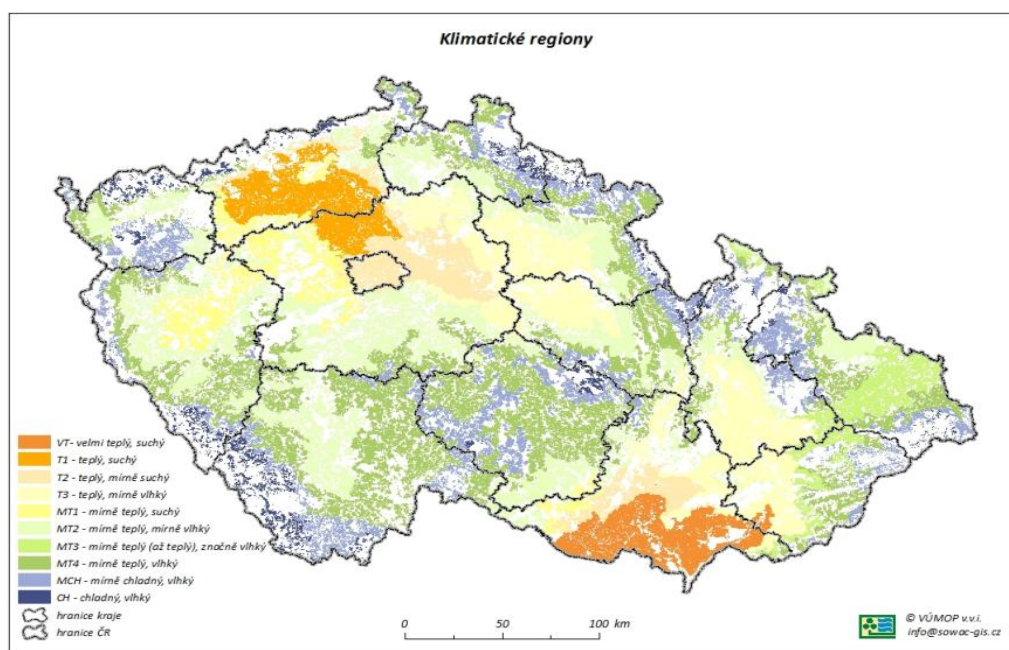 Klimatické regiony
VT- velmi teplý, suchý
T1 - teplý, suchý
T2 - teplý, mírně suchý
T3 - teplý, mírně vlhký
MT1 - mírně teplý, suchý
MT2 - mírně teplý, mírně vlhký
MT3 - mírně teplý (až teplý), značně vlhký
MT4 - mírně teplý, vlhký
MCH - mírně chladný, vlhký
CH - chladný, vlhký
hranice kraje
hranice ČR
0 50 100 km
© VÚMOP v.v.i.
info@sowac-gis.cz